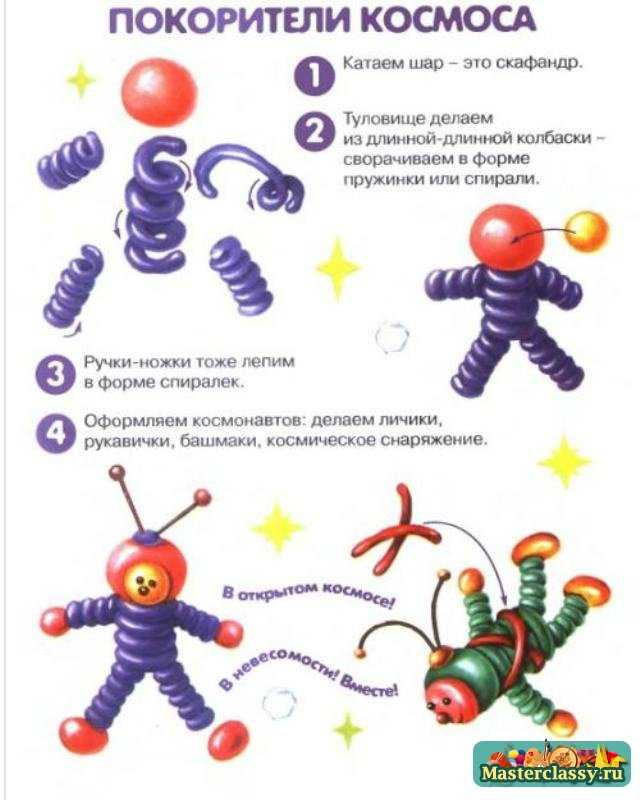 ПОКОРИТЕЛИ КОСМОСА
1
Катаем шар – это скафандр.
2
Туловище делаем
из длинной-длинной колбаски –
сворачиваем в форме
пружинки или спирали.
3
Ручки-ножки тоже лепим
в форме спиралек.
4
Оформляем космонавтов: делаем личики,
рукавички, башмаки, космическое снаряжение.
В открытом космосе!
В невесомости! Вместе!
Masterclassy.ru